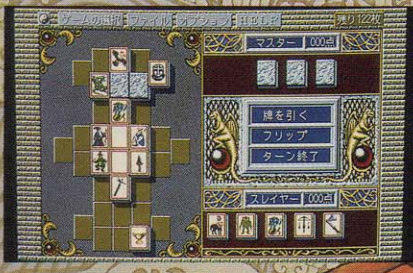 ゲームの選択 ファイル オプション HELP 残り122枚
マスター 000点
牌を引く
フリップ
ターン終了
スレイヤー 000点